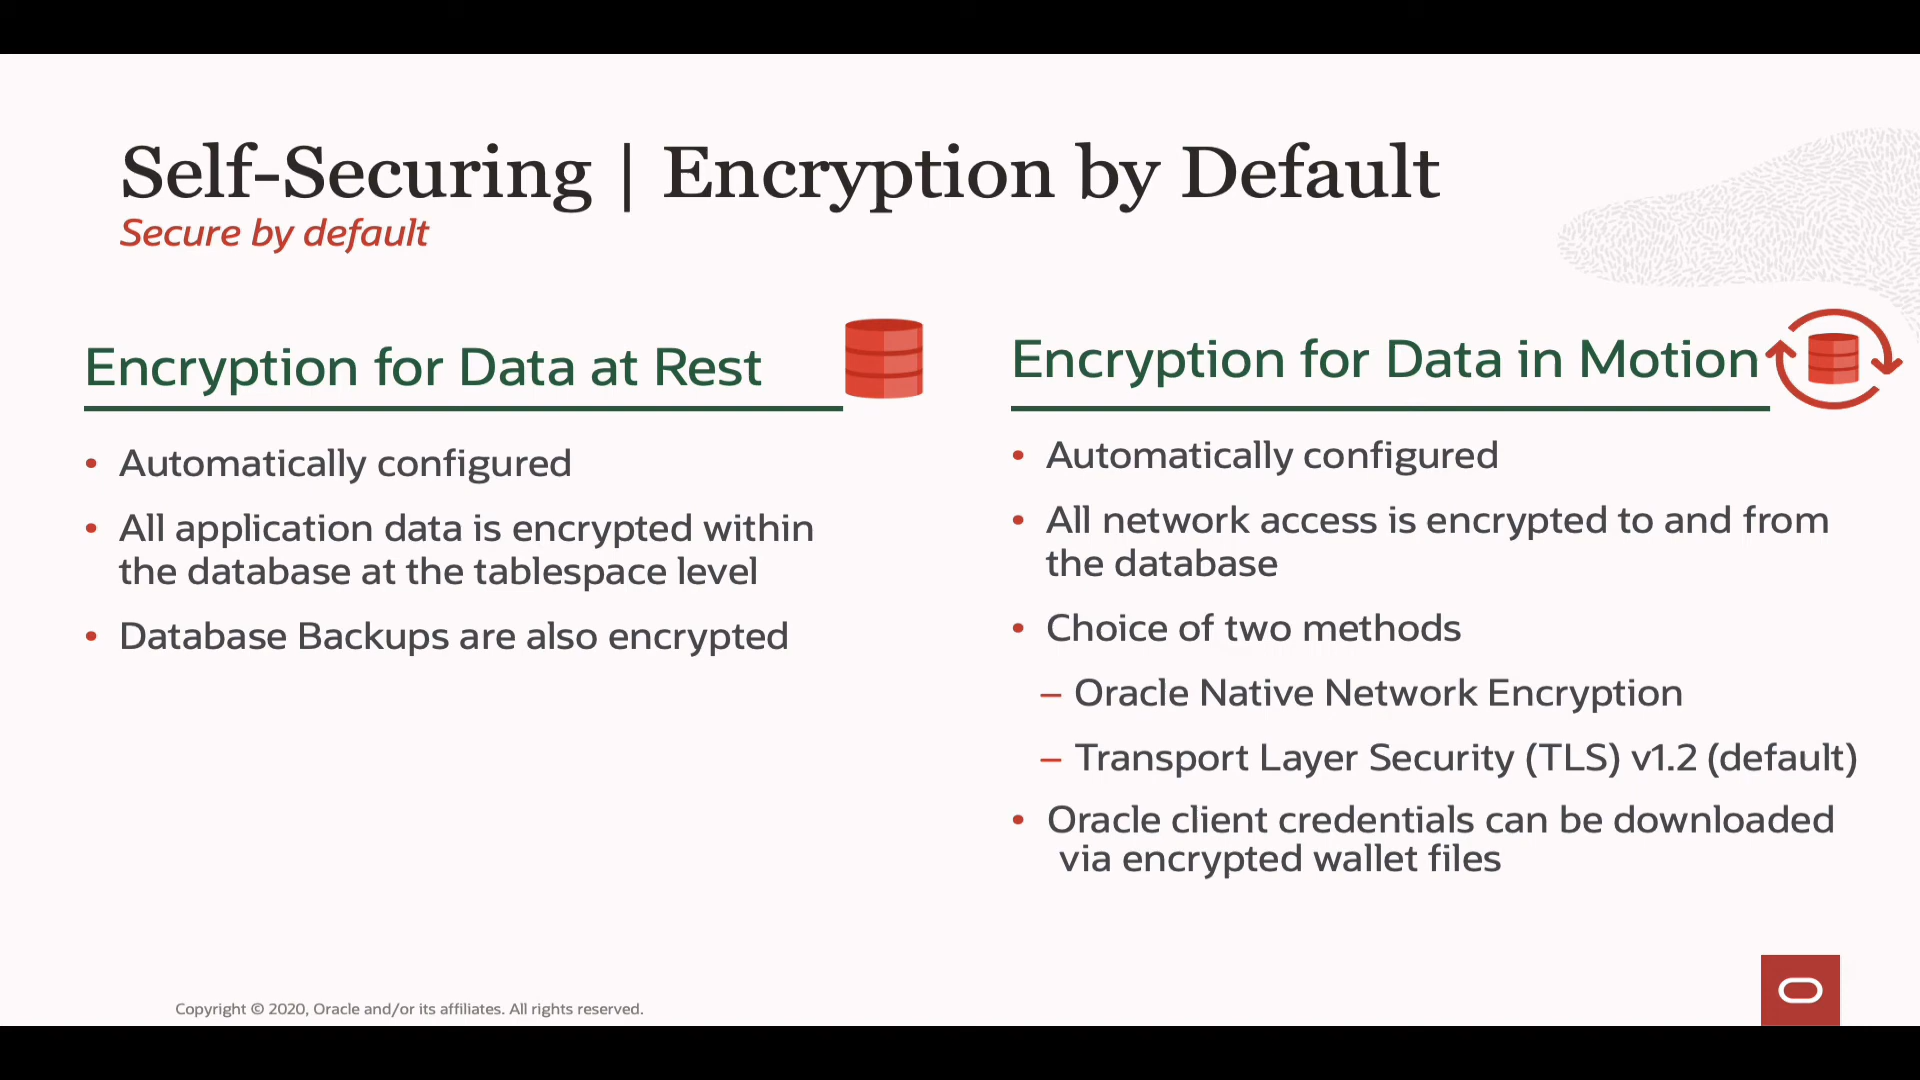 Self-Securing | Encryption by Default
Secure by default
Encryption for Data at Rest
• Automatically configured
• All application data is encrypted within
the database at the tablespace level
• Database Backups are also encrypted
Encryption for Data in Motion
• Automatically configured
• All network access is encrypted to and from
the database
• Choice of two methods
– Oracle Native Network Encryption
– Transport Layer Security (TLS) v1.2 (default)
• Oracle client credentials can be downloaded
via encrypted wallet files
Copyright © 2020, Oracle and/or its affiliates. All rights reserved.